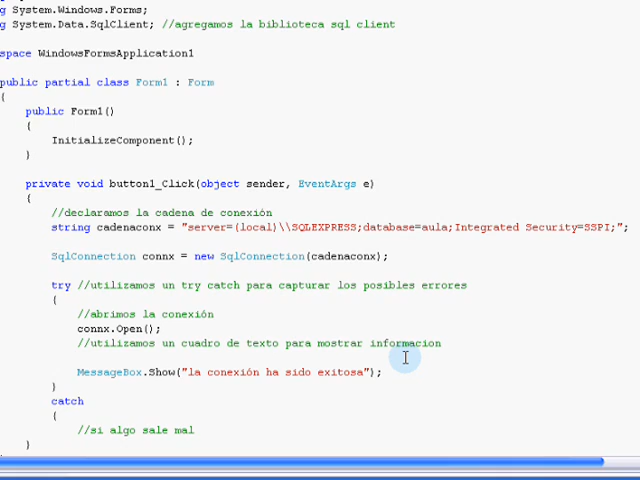 g System.Windows.Forms;
g System.Data.SqlClient; //agregamos la biblioteca sql client
space WindowsFormsApplication1
public partial class Form1 : Form
{
public Form1()
{
InitializeComponent();
}
private void button1_Click(object sender, EventArgs e)
{
//declaramos la cadena de conexión
string cadenaconx = "server=(local)\\SQLEXPRESS;database=aula;Integrated Security=SSPI;";
SqlConnection connx = new SqlConnection(cadenaconx);
try //utilizamos un try catch para capturar los posibles errores
{
//abrimos la conexión
connx.Open();
//utilizamos un cuadro de texto para mostrar informacion
MessageBox.Show("la conexión ha sido exitosa");
}
catch
{
//si algo sale mal
}